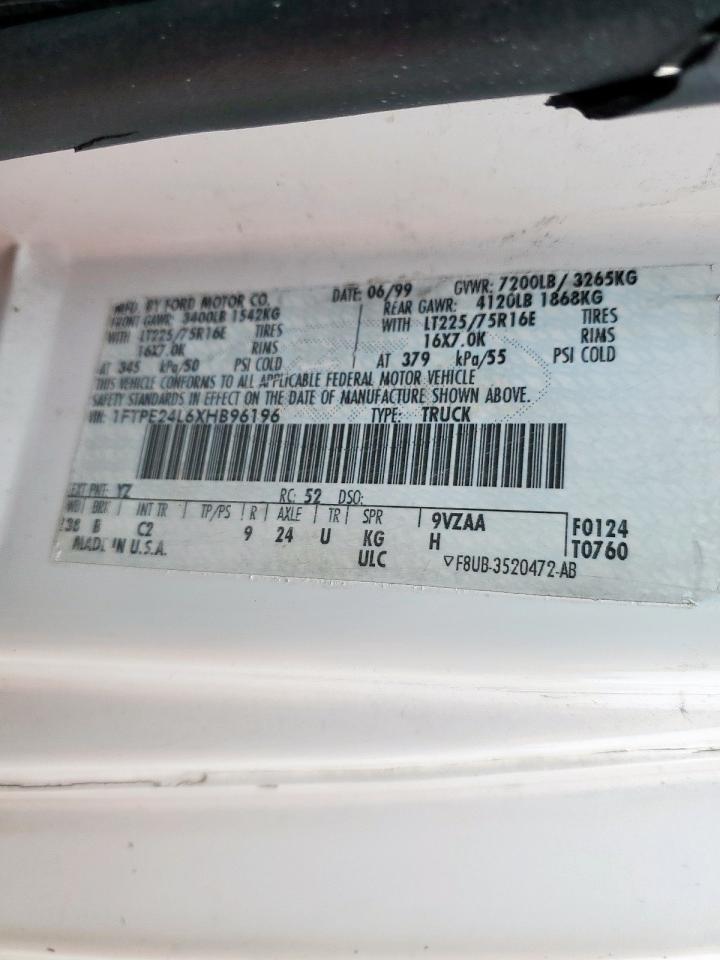 MFD. BY FORD MOTOR CO. DATE: 06/99 GVWR: 7200LB/ 3265KG
FRONT GAWR: 3400LB 1542KG REAR GAWR: 4120LB 1868KG
WITH LT225/75R16E TIRES WITH LT225/75R16E TIRES
16X7.0K RIMS 16X7.0K RIMS
AT 345 kPa/50 PSI COLD AT 379 kPa/55 PSI COLD
THIS VEHICLE CONFORMS TO ALL APPLICABLE FEDERAL MOTOR VEHICLE
SAFETY STANDARDS IN EFFECT ON THE DATE OF MANUFACTURE SHOWN ABOVE.
VIN: 1FTPE24L6XHB96196 TYPE: TRUCK
EXT PNT: YZ RC: 52 DSO:
WB BRK INT TR TP/PS R AXLE TR SPR 9VZAA F0124
138 B C2 9 24 U KG H T0760
MADE IN U.S.A. ULC ▽F8UB-3520472-AB